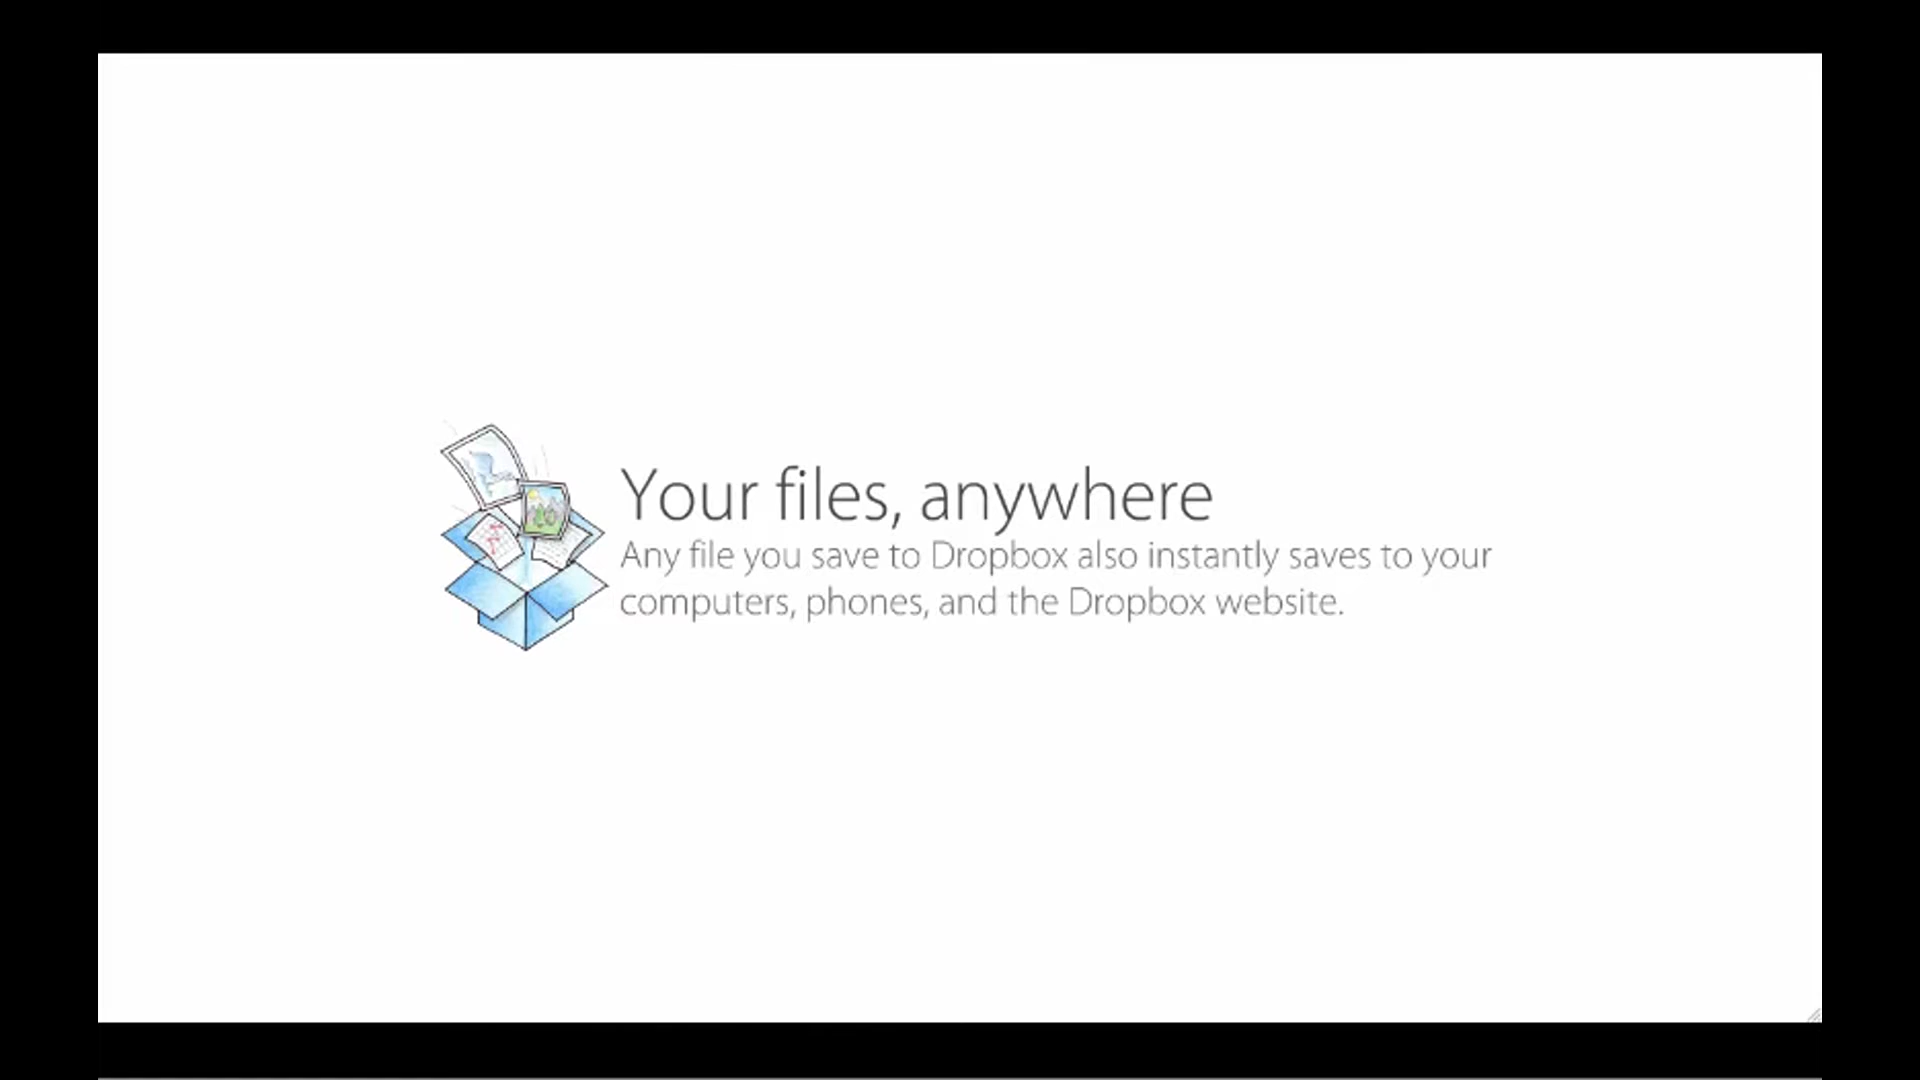 Your files, anywhere
Any file you save to Dropbox also instantly saves to your
computers, phones, and the Dropbox website.